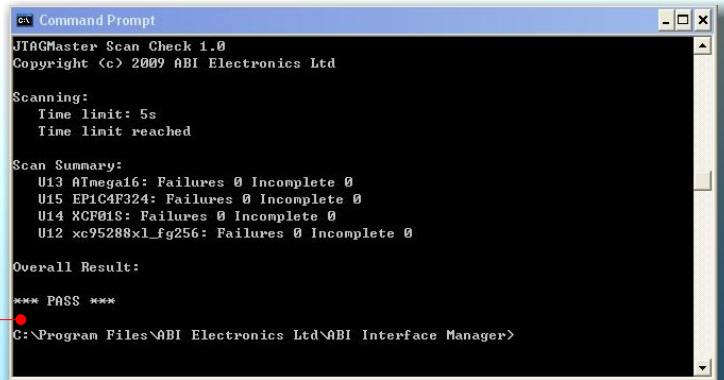 Command Prompt
JTAGMaster Scan Check 1.0
Copyright (c) 2009 ABI Electronics Ltd
Scanning:
Time limit: 5s
Time limit reached
Scan Summary:
U13 ATmega16: Failures 0 Incomplete 0
U15 EP1C4F324: Failures 0 Incomplete 0
U14 XCF01S: Failures 0 Incomplete 0
U12 xc95288xl_fg256: Failures 0 Incomplete 0
Overall Result:
*** PASS ***
C:\Program Files\ABI Electronics Ltd\ABI Interface Manager>